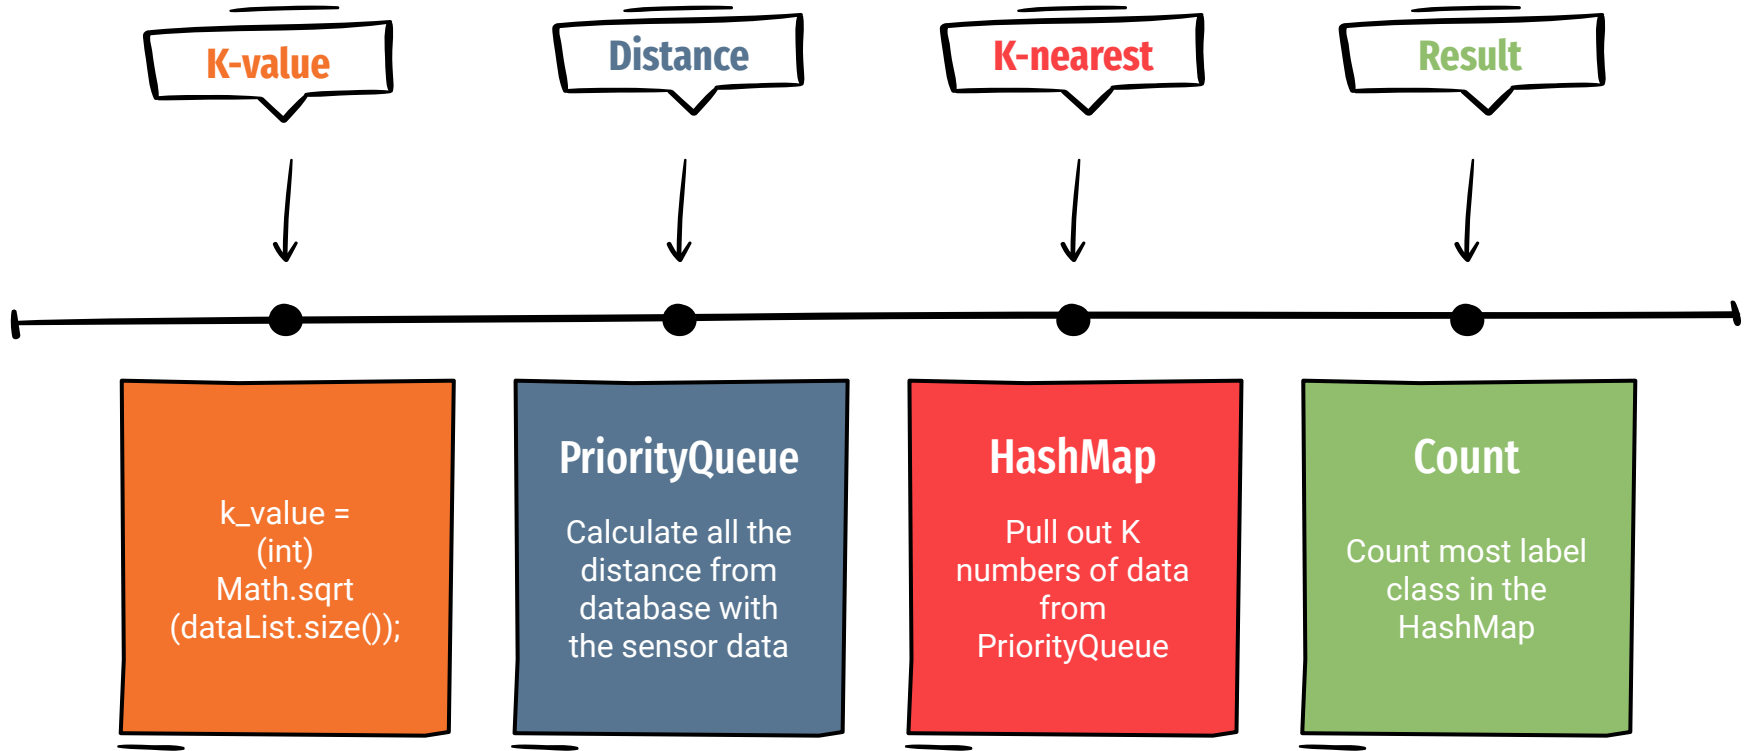 K-value
Distance
K-nearest
Result
k_value =
(int)
Math.sqrt
(dataList.size());
PriorityQueue
Calculate all the
distance from
database with
the sensor data
HashMap
Pull out K
numbers of data
from
PriorityQueue
Count
Count most label
class in the
HashMap